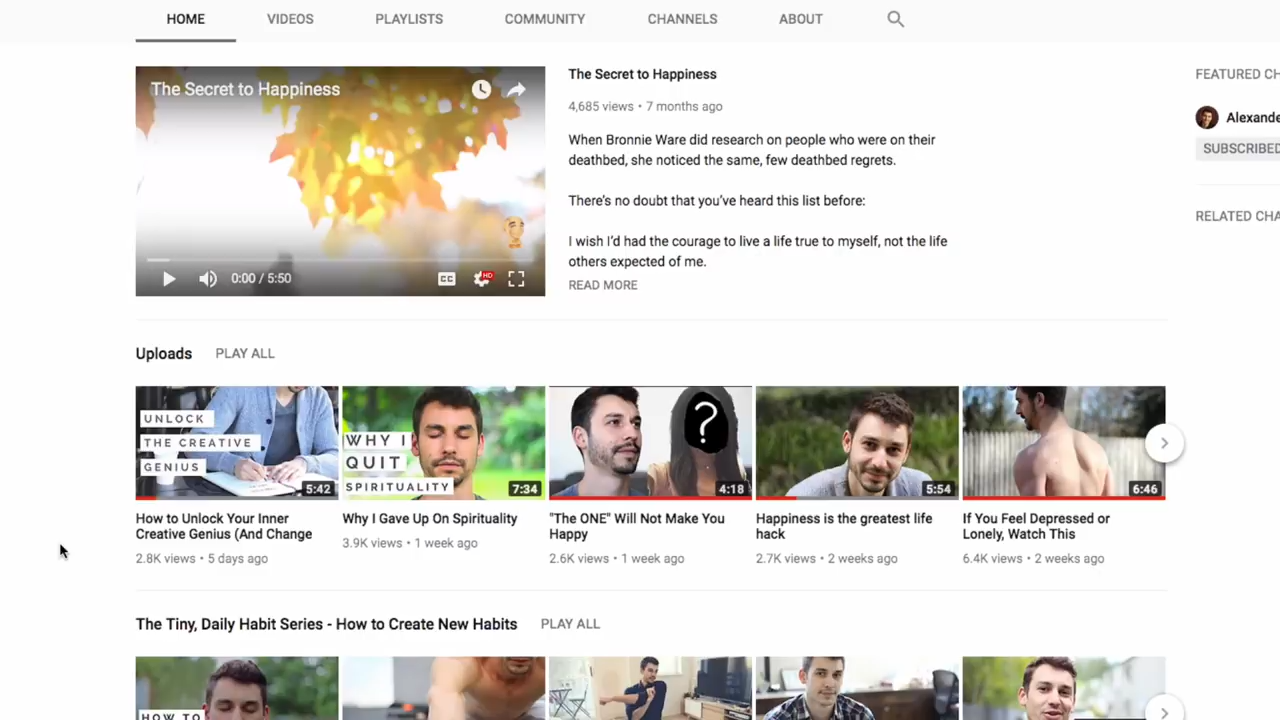 HOME VIDEOS PLAYLISTS COMMUNITY CHANNELS ABOUT
The Secret to Happiness
0:00 / 5:50
CC
HD
The Secret to Happiness
4,685 views • 7 months ago
When Bronnie Ware did research on people who were on their
deathbed, she noticed the same, few deathbed regrets.
There's no doubt that you've heard this list before:
I wish I'd had the courage to live a life true to myself, not the life
others expected of me.
READ MORE
FEATURED CH
Alexande
SUBSCRIBED
RELATED CHA
Uploads PLAY ALL
UNLOCK
THE CREATIVE
GENIUS
5:42
How to Unlock Your Inner
Creative Genius (And Change
2.8K views • 5 days ago
WHY I
QUIT
SPIRITUALITY
7:34
Why I Gave Up On Spirituality
3.9K views • 1 week ago
?
4:18
"The ONE" Will Not Make You
Happy
2.6K views • 1 week ago
5:54
Happiness is the greatest life
hack
2.7K views • 2 weeks ago
6:46
If You Feel Depressed or
Lonely, Watch This
6.4K views • 2 weeks ago
The Tiny, Daily Habit Series - How to Create New Habits PLAY ALL
HOW TO